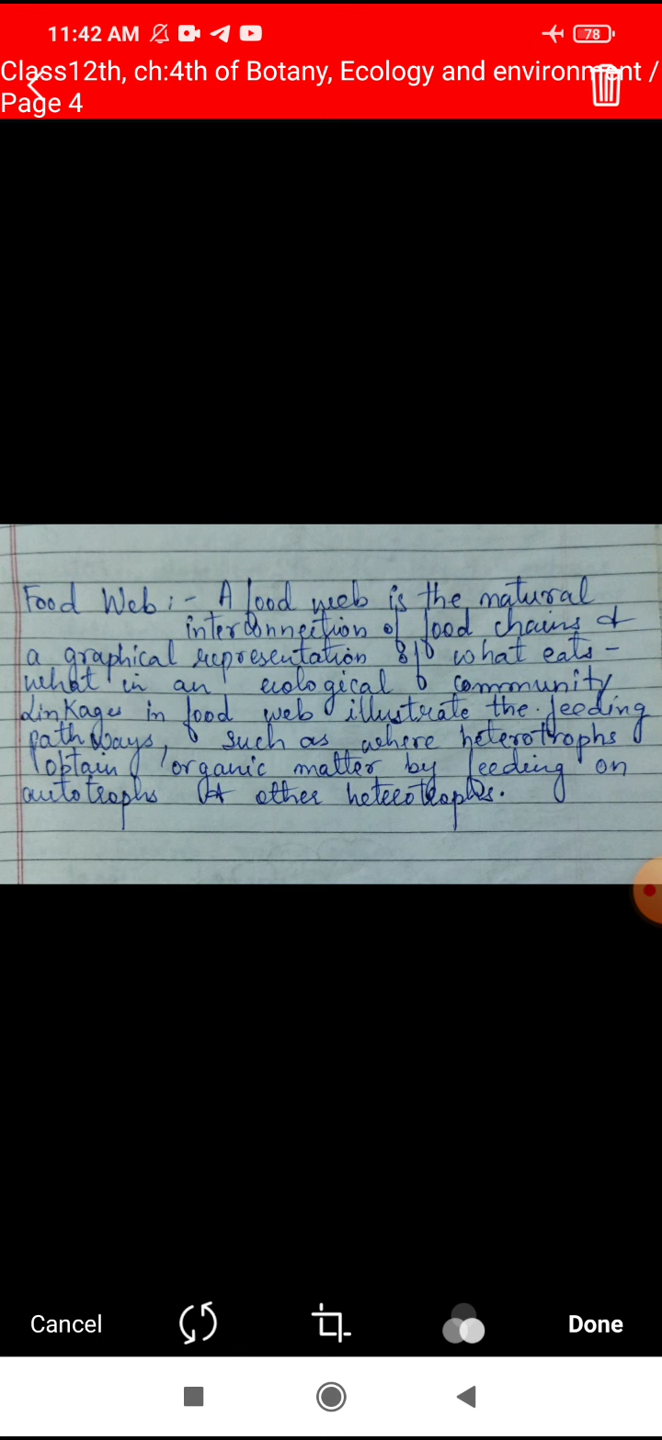 11:42 AM
78
Class12th, ch:4th of Botany, Ecology and environment /
Page 4
Food Web :- A food web is the natural
interconnection of food chains &
a graphical representation of what eats-
what in an ecological community
Linkages in food web illustrate the feeding
pathways, such as where heterotrophs
obtain organic matter by feeding on
autotrophs & other heterotrophs.
Cancel
Done